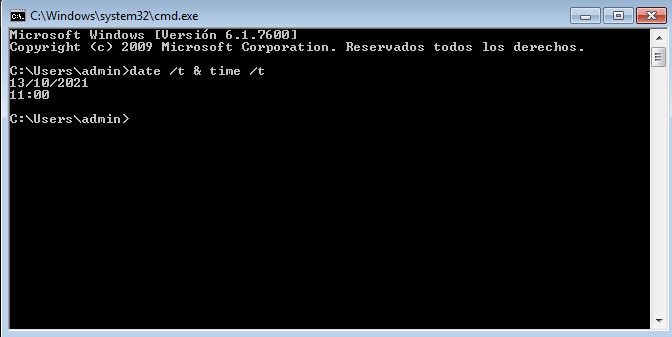 C:\Windows\system32\cmd.exe
Microsoft Windows [Versión 6.1.7600]
Copyright (c) 2009 Microsoft Corporation. Reservados todos los derechos.
C:\Users\admin>date /t & time /t
13/10/2021
11:00
C:\Users\admin>